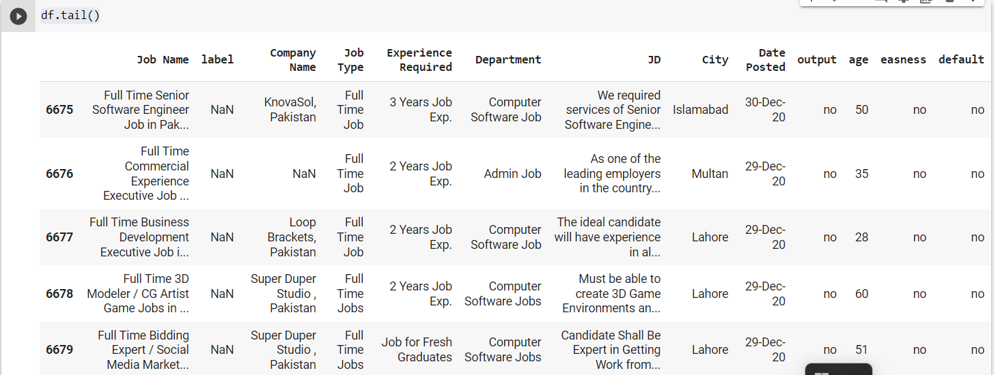 df.tail()
Job Name label Company Name Job Type Experience Required Department JD City Date Posted output age easness default
6675 Full Time Senior Software Engineer Job in Pak... NaN KnovaSol, Pakistan Full Time Job 3 Years Job Exp. Computer Software Job We required services of Senior Software Engine... Islamabad 30-Dec-20 no 50 no no
6676 Full Time Commercial Experience Executive Job ... NaN NaN Full Time Job 2 Years Job Exp. Admin Job As one of the leading employers in the country... Multan 29-Dec-20 no 35 no no
6677 Full Time Business Development Executive Job i... NaN Loop Brackets, Pakistan Full Time Job 2 Years Job Exp. Computer Software Job The ideal candidate will have experience in al... Lahore 29-Dec-20 no 28 no no
6678 Full Time 3D Modeler / CG Artist Game Jobs in ... NaN Super Duper Studio , Pakistan Full Time Jobs 2 Years Job Exp. Computer Software Jobs Must be able to create 3D Game Environments an... Lahore 29-Dec-20 no 60 no no
6679 Full Time Bidding Expert / Social Media Market... NaN Super Duper Studio , Pakistan Full Time Jobs Job for Fresh Graduates Computer Software Jobs Candidate Shall Be Expert in Getting Work from... Lahore 29-Dec-20 no 51 no no